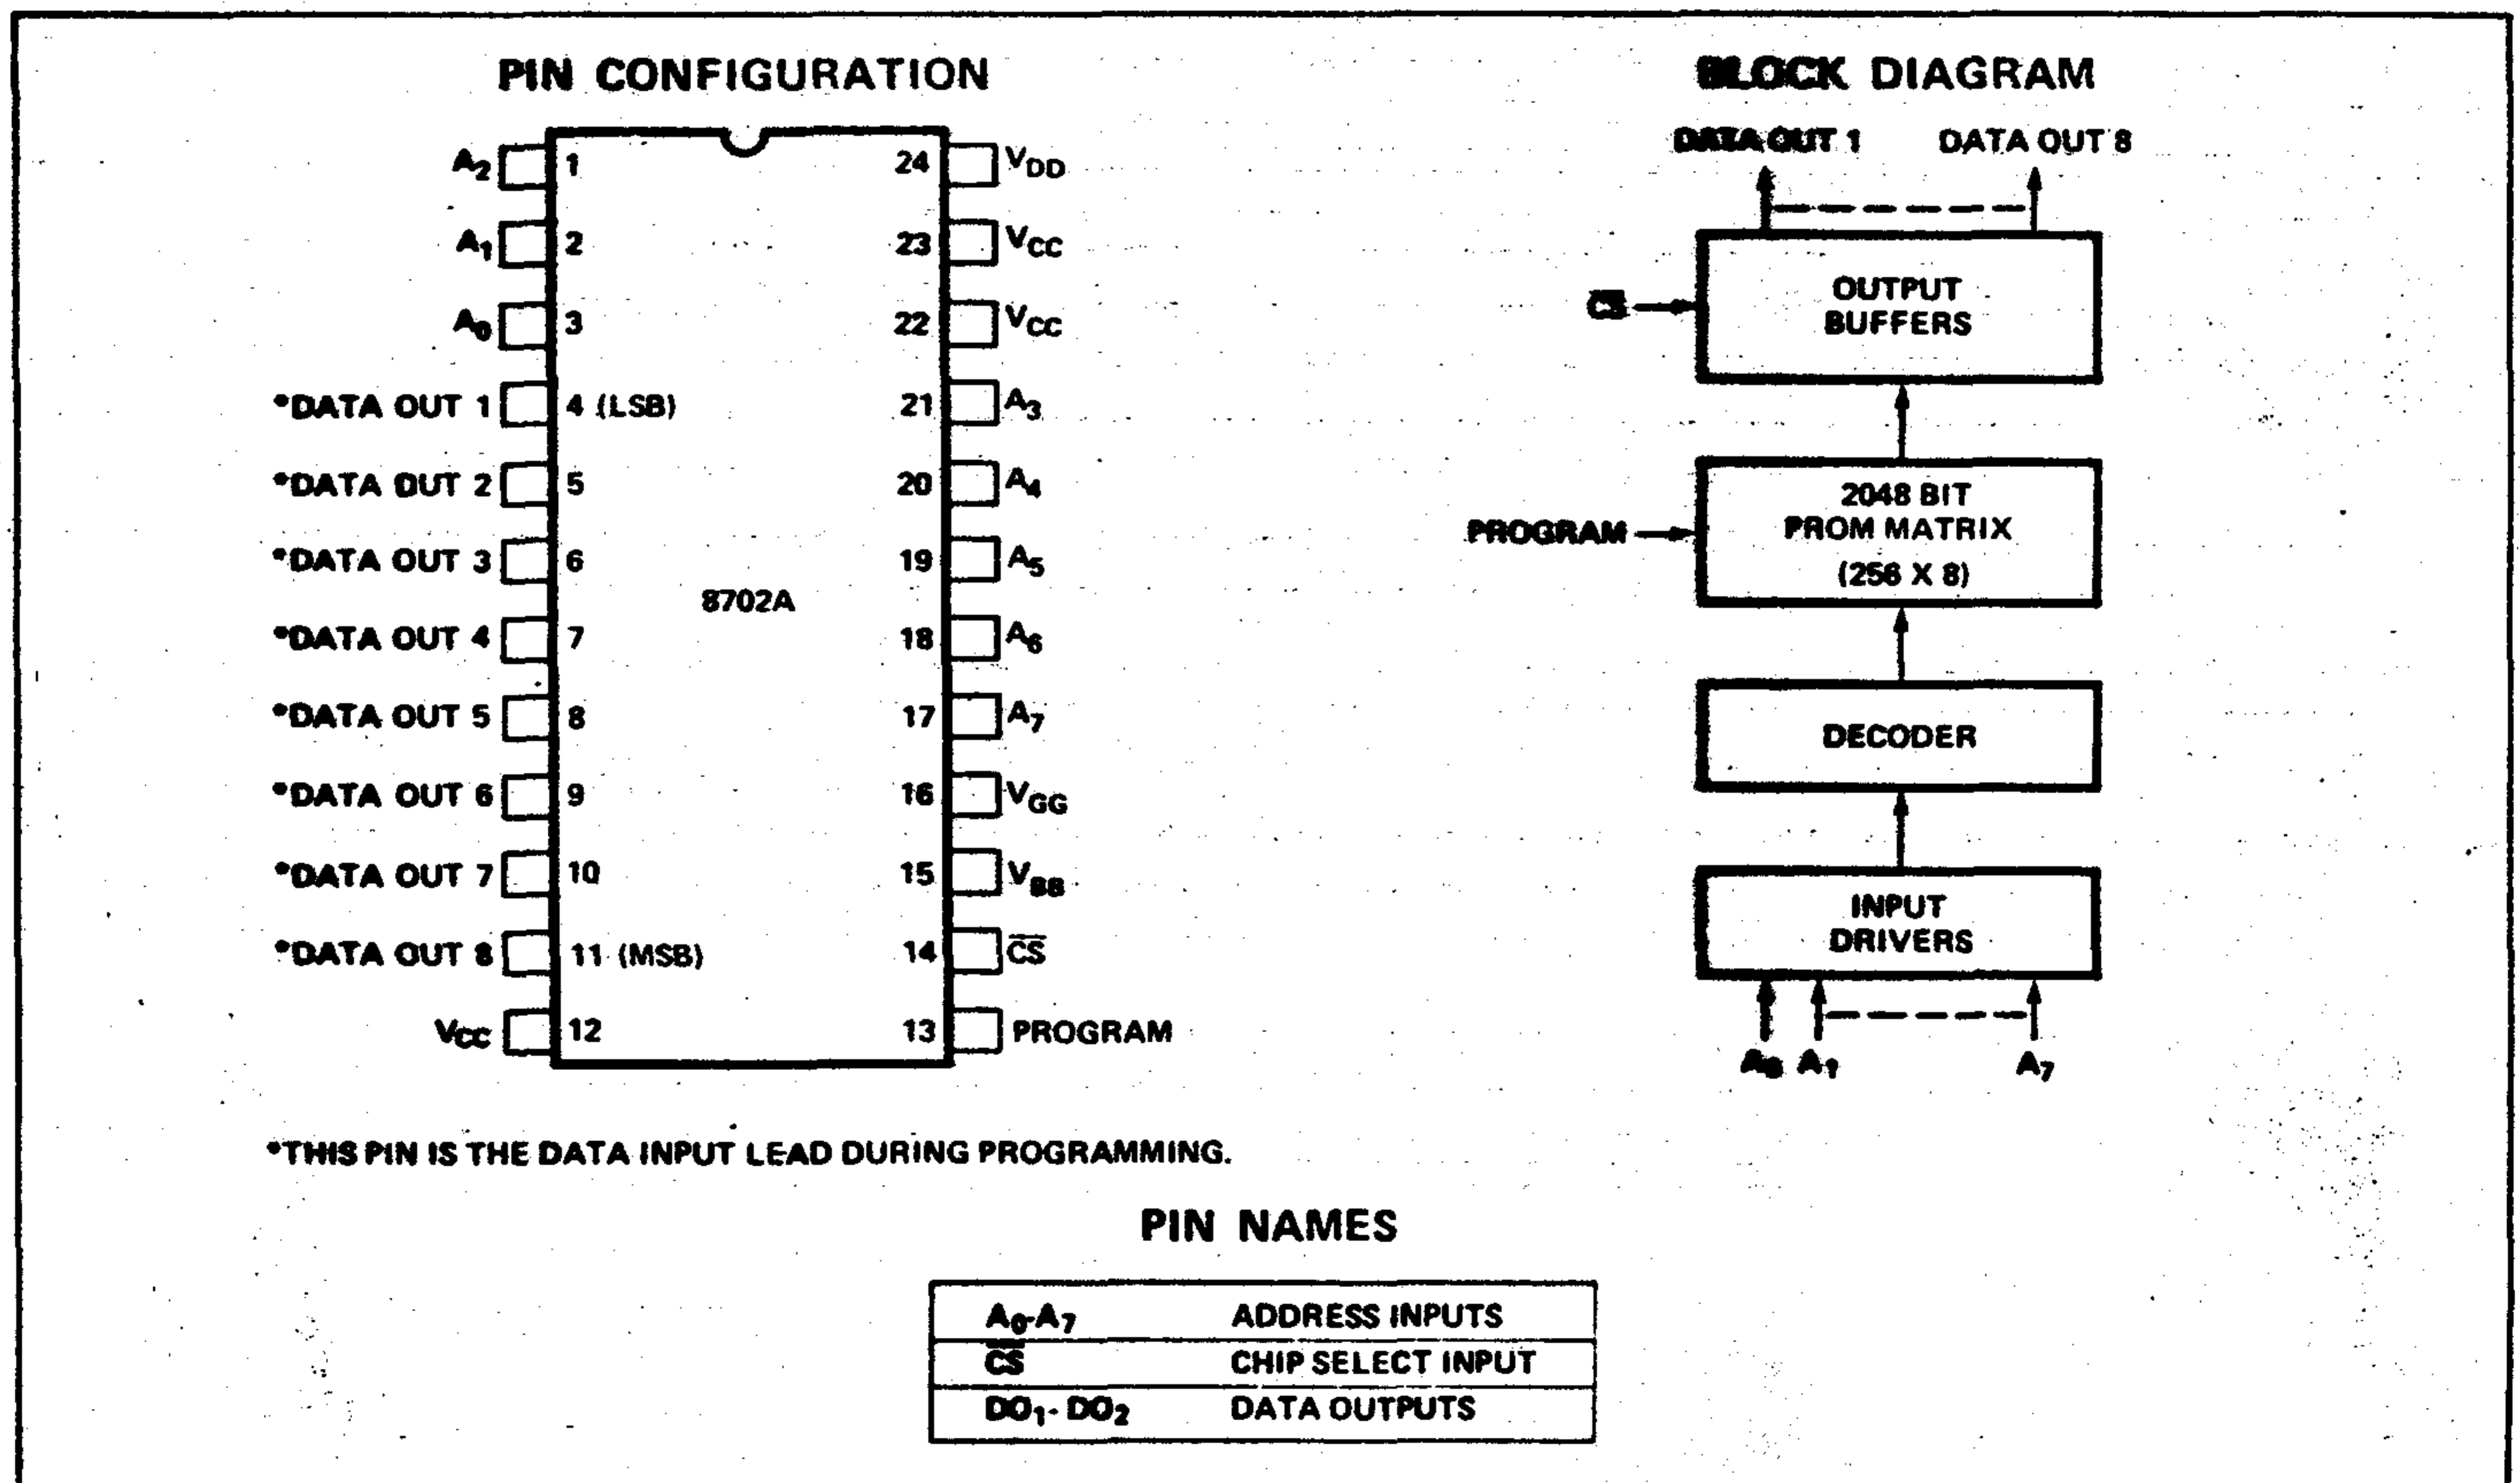 PIN CONFIGURATION
A2 1
A1 2
A0 3
*DATA OUT 1 4 (LSB)
*DATA OUT 2 5
*DATA OUT 3 6
*DATA OUT 4 7
*DATA OUT 5 8
*DATA OUT 6 9
*DATA OUT 7 10
*DATA OUT 8 11 (MSB)
VCC 12
8702A
24 VDD
23 VCC
22 VCC
21 A3
20 A4
19 A5
18 A6
17 A7
16 VGG
15 VBB
14 C̅S̅
13 PROGRAM
*THIS PIN IS THE DATA INPUT LEAD DURING PROGRAMMING.
BLOCK DIAGRAM
DATA OUT 1 DATA OUT 8
C̅S̅
OUTPUT
BUFFERS
PROGRAM
2048 BIT
PROM MATRIX
(256 X 8)
DECODER
INPUT
DRIVERS
A0 A1 A7
PIN NAMES
A0-A7 ADDRESS INPUTS
C̅S̅ CHIP SELECT INPUT
DO1- DO2 DATA OUTPUTS